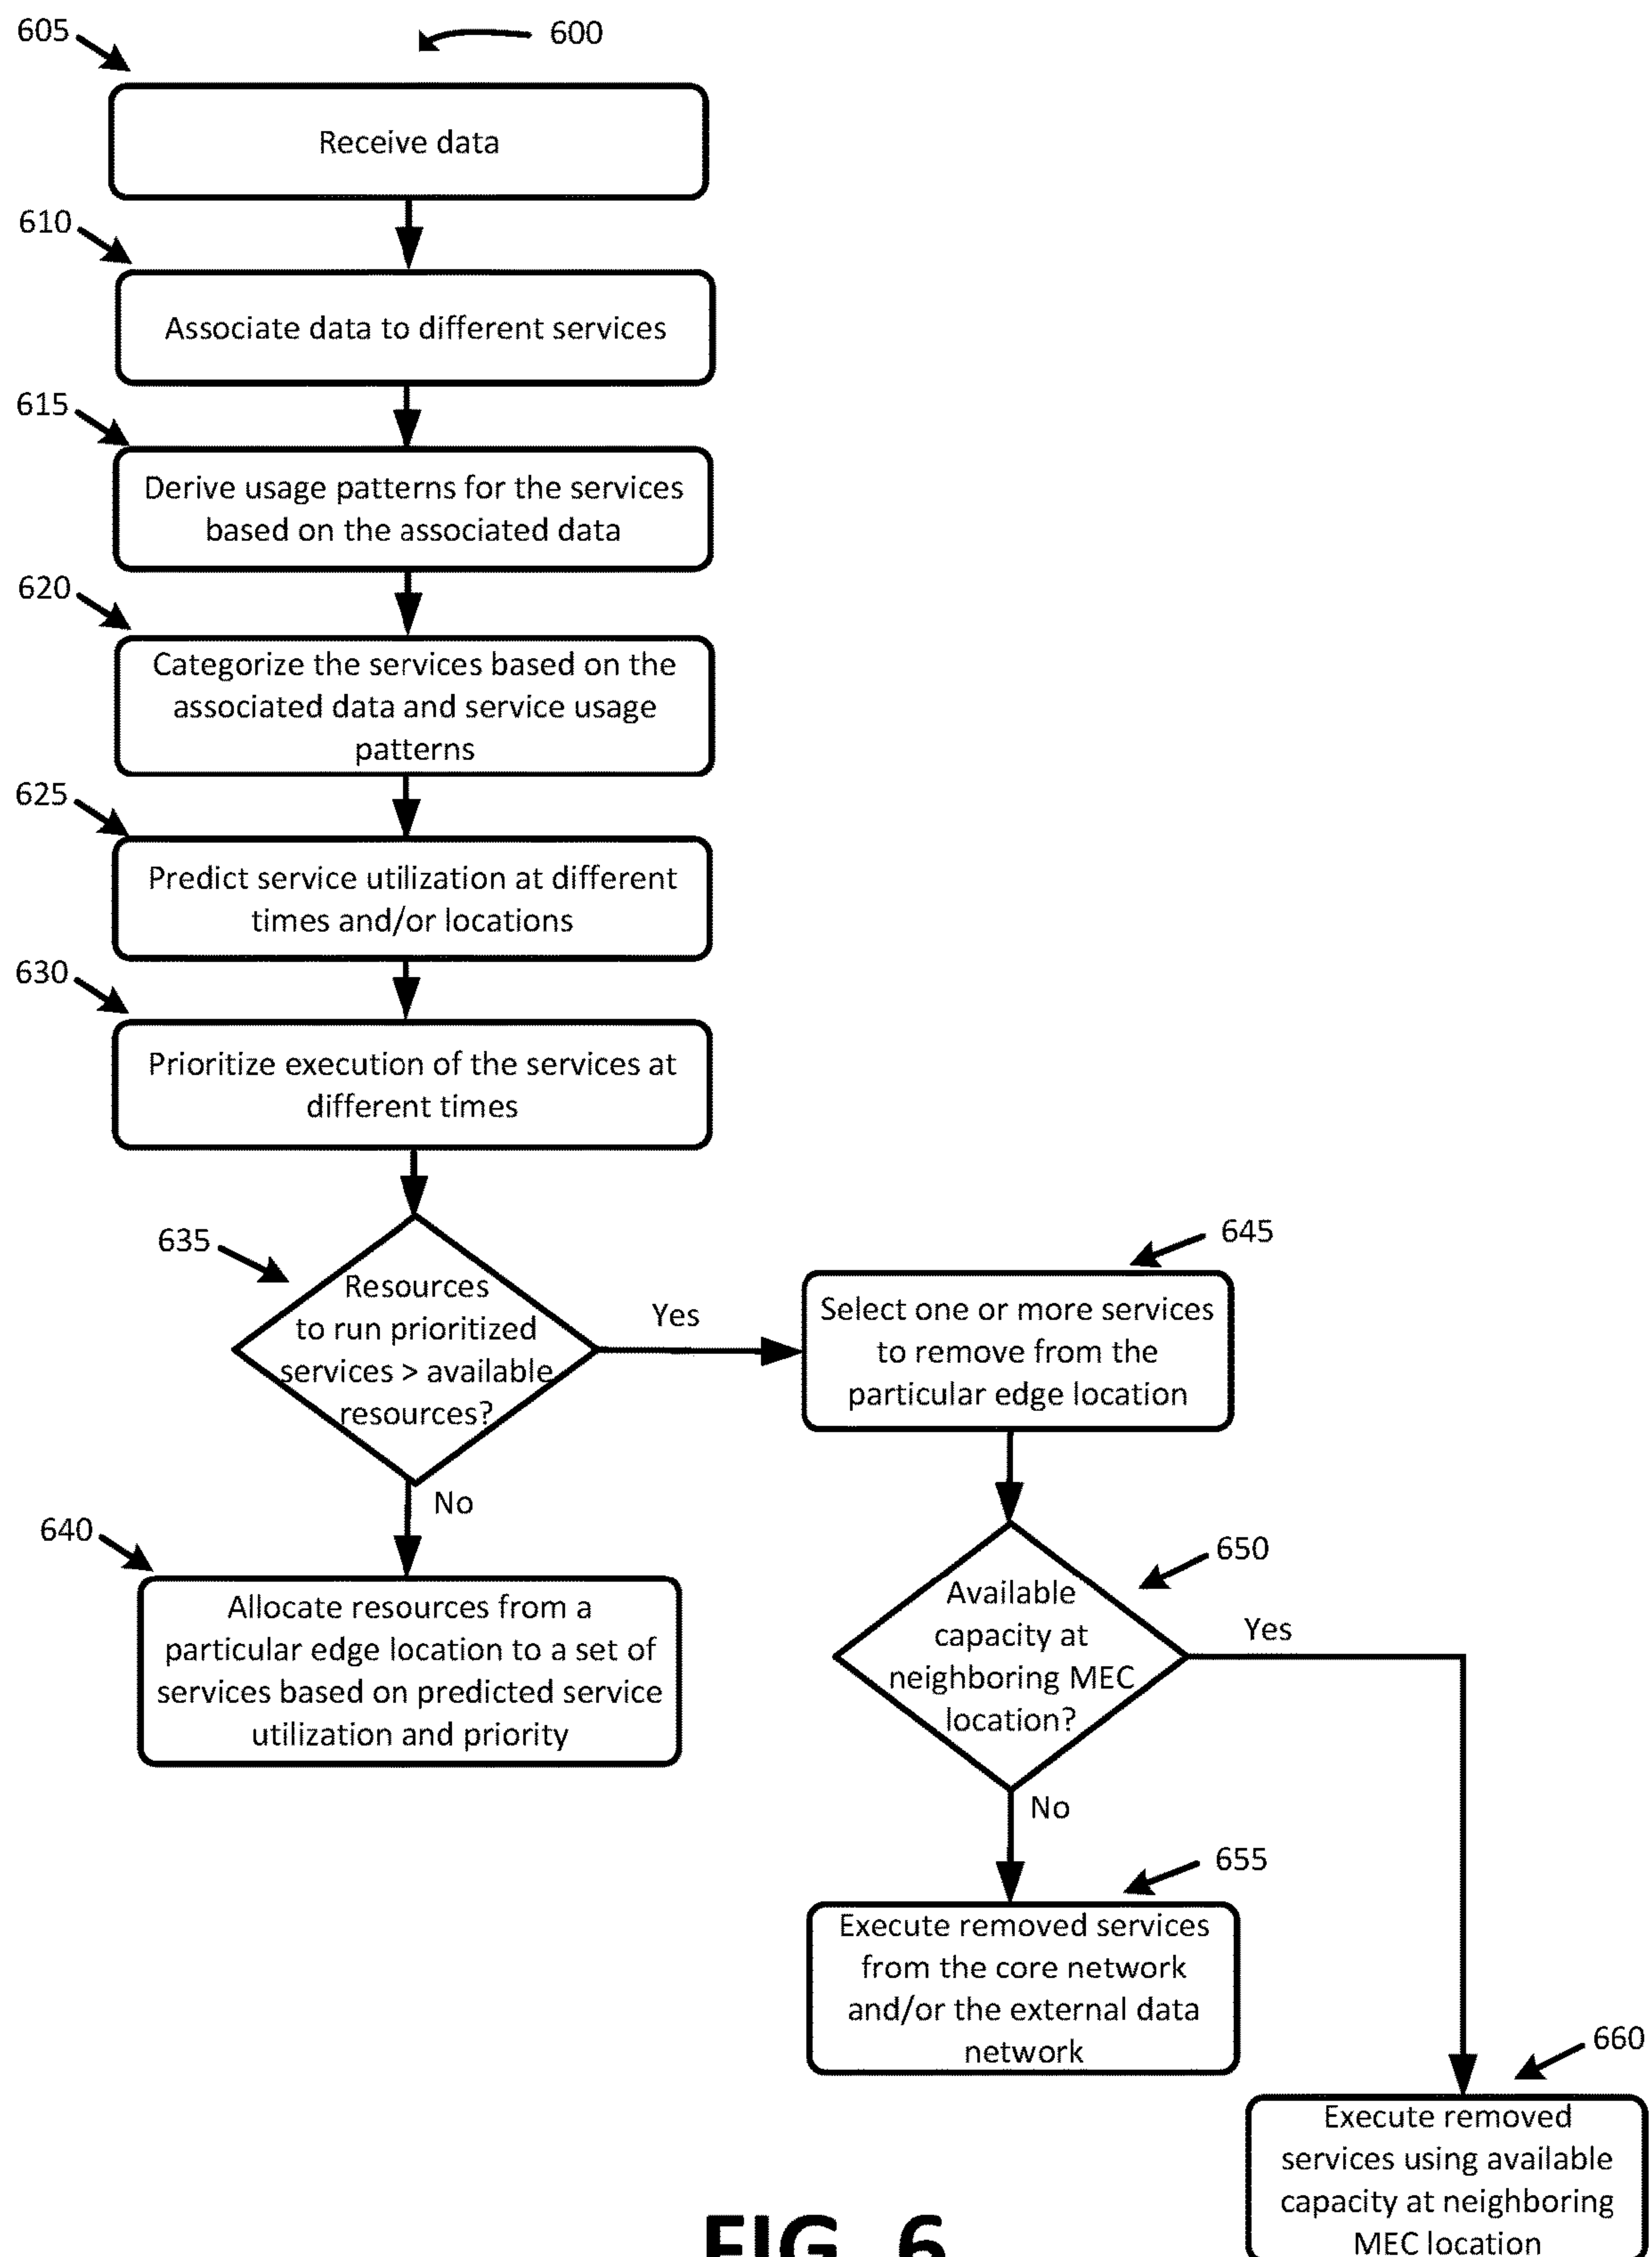 605
600
Receive data
610
Associate data to different services
615
Derive usage patterns for the services
based on the associated data
620
Categorize the services based on the
associated data and service usage
patterns
625
Predict service utilization at different
times and/or locations
630
Prioritize execution of the services at
different times
635
Resources
to run prioritized
services > available
resources?
Yes
645
Select one or more services
to remove from the
particular edge location
No
640
Allocate resources from a
particular edge location to a set of
services based on predicted service
utilization and priority
650
Available
capacity at
neighboring MEC
location?
Yes
No
655
Execute removed services
from the core network
and/or the external data
network
660
Execute removed
services using available
capacity at neighboring
MEC location
FIG. 6